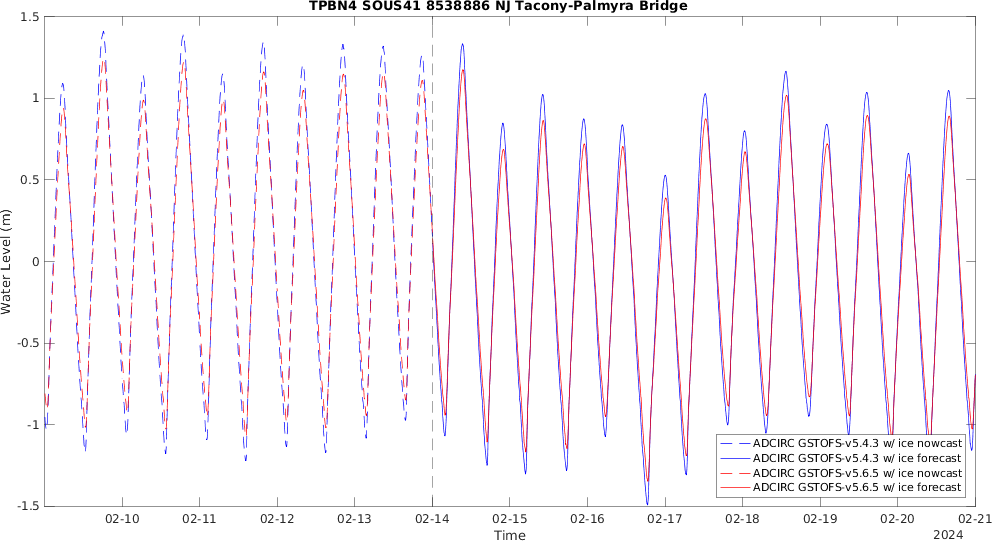 TPBN4 SOUS41 8538886 NJ Tacony-Palmyra Bridge
1.5
1
0.5
0
-0.5
-1
-1.5
Water Level (m)
02-10 02-11 02-12 02-13 02-14 02-15 02-16 02-17 02-18 02-19 02-20 02-21
Time
2024
ADCIRC GSTOFS-v5.4.3 w/ ice nowcast
ADCIRC GSTOFS-v5.4.3 w/ ice forecast
ADCIRC GSTOFS-v5.6.5 w/ ice nowcast
ADCIRC GSTOFS-v5.6.5 w/ ice forecast